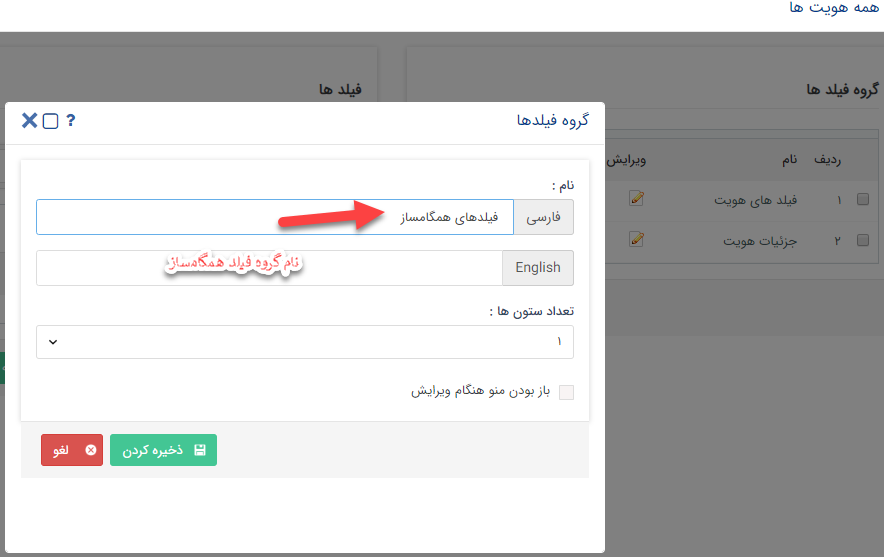 همه هویت ها
گروه فیلد ها
فیلد ها
ردیف نام ویرایش
۱ فیلد های هویت
۲ جزئیات هویت
گروه فیلدها
?
نام :
فارسی فیلدهای همگامساز
English
نام گروه فیلد همگامساز
تعداد ستون ها :
۱
باز بودن منو هنگام ویرایش
ذخیره کردن
لغو